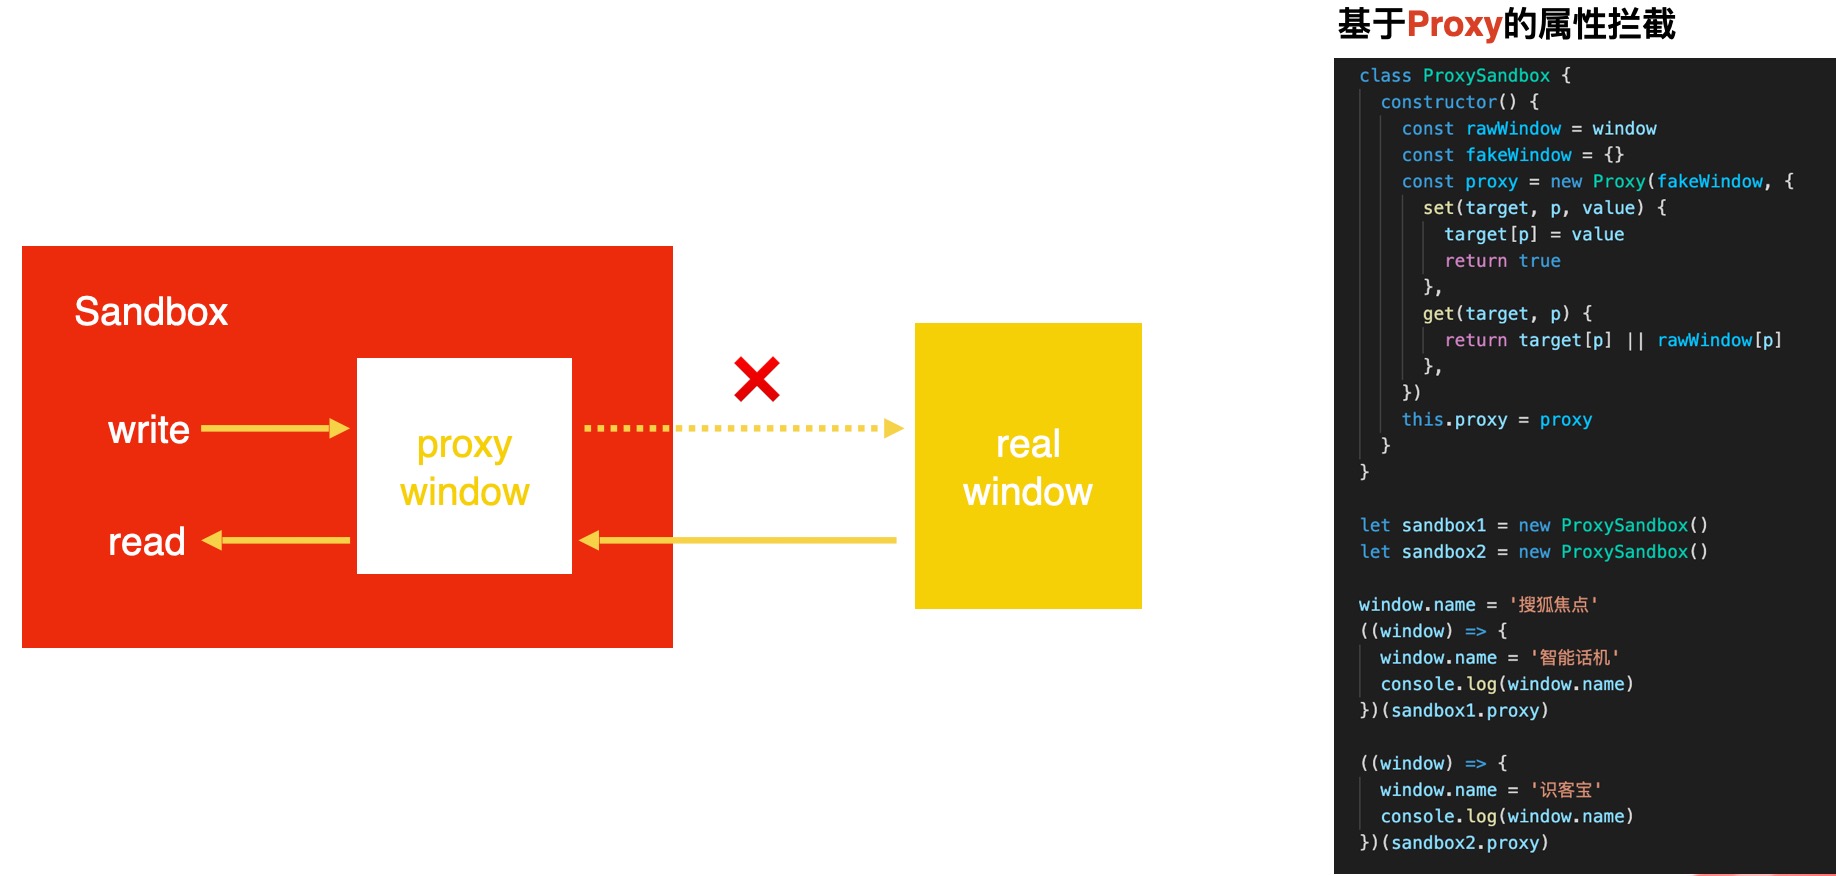 基于Proxy的属性拦截
Sandbox
write
read
proxy
window
real
window
class ProxySandbox {
  constructor() {
    const rawWindow = window
    const fakeWindow = {}
    const proxy = new Proxy(fakeWindow, {
      set(target, p, value) {
        target[p] = value
        return true
      },
      get(target, p) {
        return target[p] || rawWindow[p]
      },
    })
    this.proxy = proxy
  }
}

let sandbox1 = new ProxySandbox()
let sandbox2 = new ProxySandbox()

window.name = '搜狐焦点'
((window) => {
  window.name = '智能话机'
  console.log(window.name)
})(sandbox1.proxy)

((window) => {
  window.name = '识客宝'
  console.log(window.name)
})(sandbox2.proxy)